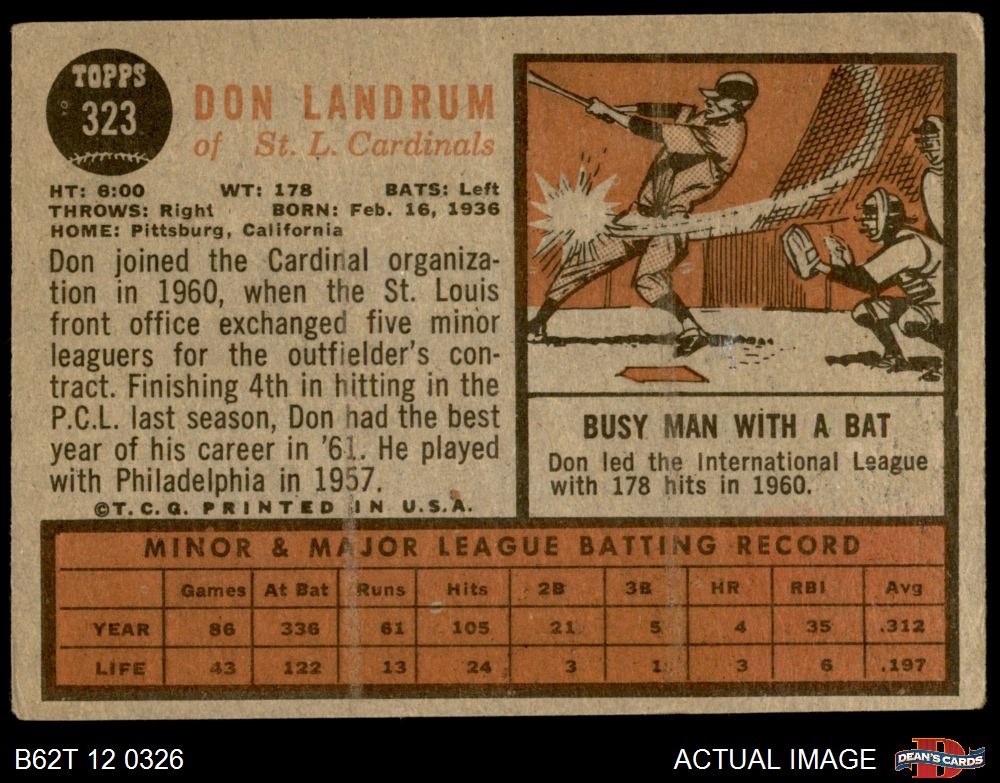 TOPPS
323
DON LANDRUM
of St. L. Cardinals
HT: 6:00 WT: 178 BATS: Left
THROWS: Right BORN: Feb. 16, 1936
HOME: Pittsburg, California
Don joined the Cardinal organiza-
tion in 1960, when the St. Louis
front office exchanged five minor
leaguers for the outfielder's con-
tract. Finishing 4th in hitting in the
P.C.L. last season, Don had the best
year of his career in '61. He played
with Philadelphia in 1957.
©T.C.G. PRINTED IN U.S.A.
BUSY MAN WITH A BAT
Don led the International League
with 178 hits in 1960.
MINOR & MAJOR LEAGUE BATTING RECORD
Games At Bat Runs Hits 2B 3B HR RBI Avg
YEAR 86 336 61 105 21 5 4 35 .312
LIFE 43 122 13 24 3 1 3 6 .197
B62T 12 0326 ACTUAL IMAGE
DEAN'S CARDS